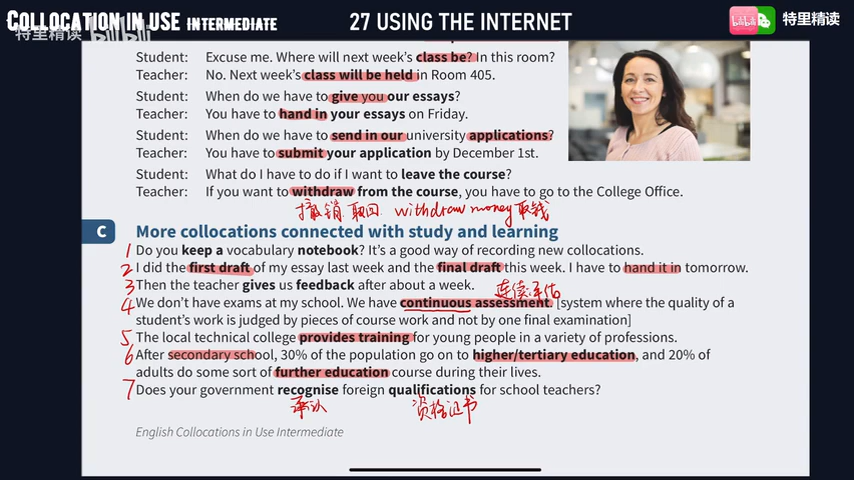 COLLOCATION IN USE INTERMEDIATE
27 USING THE INTERNET
特里精读
特里精读 bilibili
Student: Excuse me. Where will next week's class be? In this room?
Teacher: No. Next week's class will be held in Room 405.
Student: When do we have to give you our essays?
Teacher: You have to hand in your essays on Friday.
Student: When do we have to send in our university applications?
Teacher: You have to submit your application by December 1st.
Student: What do I have to do if I want to leave the course?
Teacher: If you want to withdraw from the course, you have to go to the College Office.
撤销 取回 withdraw money 取钱
C More collocations connected with study and learning
1 Do you keep a vocabulary notebook? It's a good way of recording new collocations.
2 I did the first draft of my essay last week and the final draft this week. I have to hand it in tomorrow.
3 Then the teacher gives us feedback after about a week.
连续评估
4 We don't have exams at my school. We have continuous assessment. [system where the quality of a
student's work is judged by pieces of course work and not by one final examination]
5 The local technical college provides training for young people in a variety of professions.
6 After secondary school, 30% of the population go on to higher/tertiary education, and 20% of
adults do some sort of further education course during their lives.
7 Does your government recognise foreign qualifications for school teachers?
承认 资格证书
English Collocations in Use Intermediate